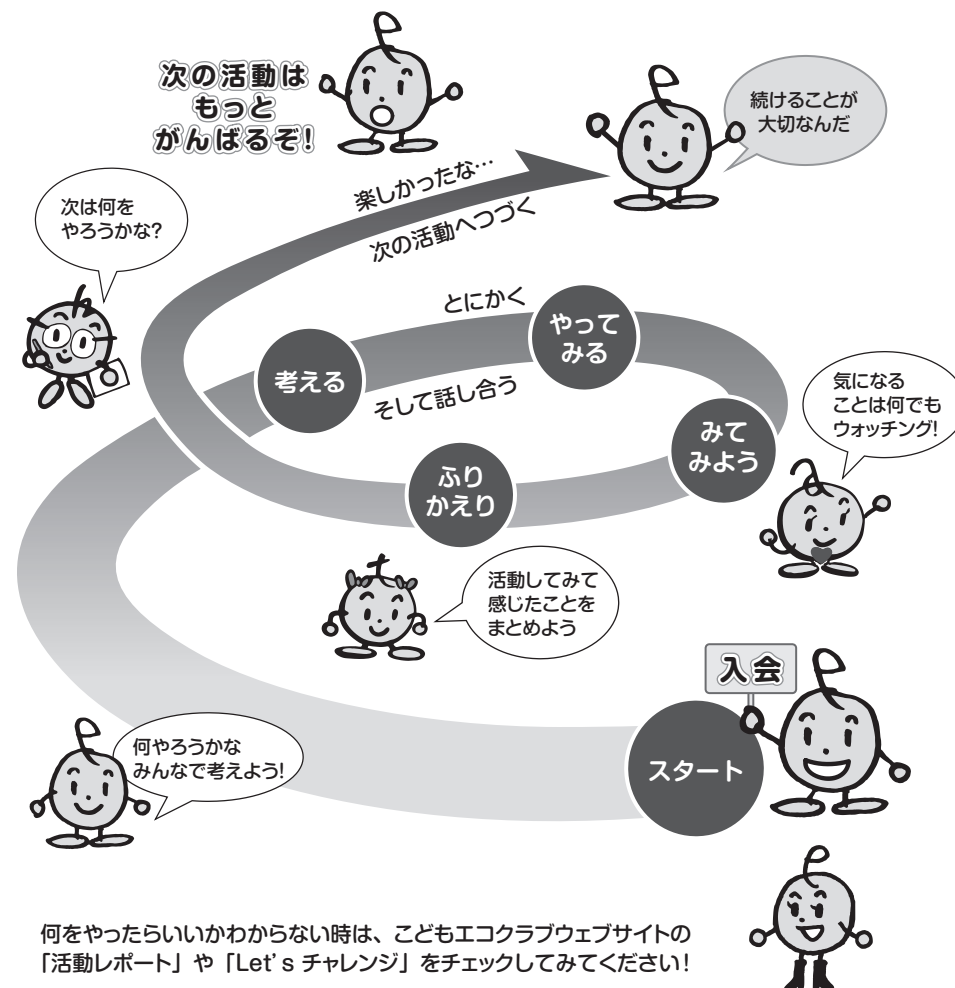 次の活動は
もっと
がんばるぞ!
続けることが
大切なんだ
楽しかったな…
次の活動へつづく
次は何を
やろうかな?
とにかく
やって
みる
考える
そして話し合う
みて
みよう
気になる
ことは何でも
ウォッチング!
ふり
かえり
活動してみて
感じたことを
まとめよう
入会
スタート
何やろうかな
みんなで考えよう!
何をやったらいいかわからない時は、こどもエコクラブウェブサイトの
「活動レポート」や「Let's チャレンジ」をチェックしてみてください!